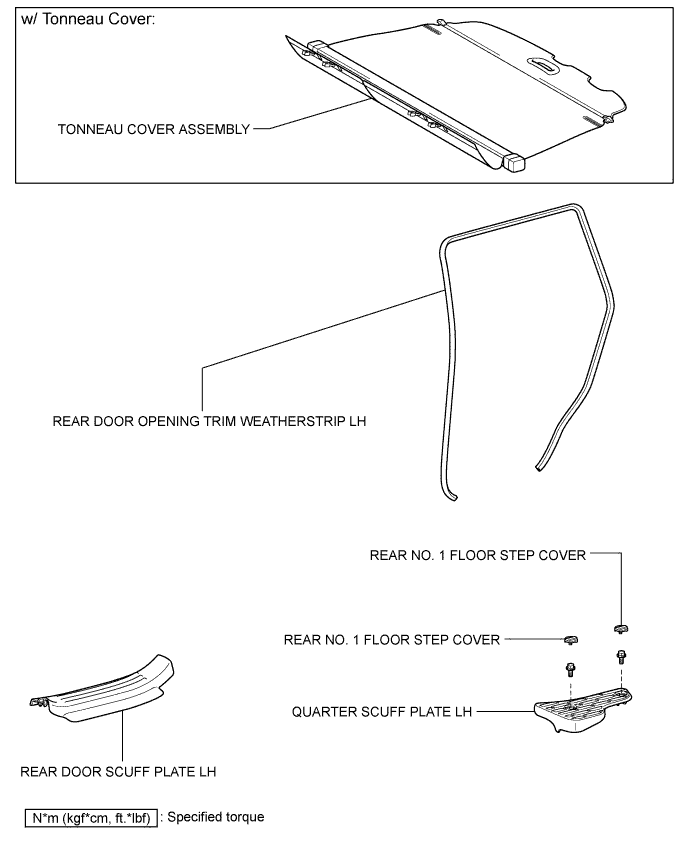 w/ Tonneau Cover:
TONNEAU COVER ASSEMBLY
REAR DOOR OPENING TRIM WEATHERSTRIP LH
REAR NO. 1 FLOOR STEP COVER
REAR NO. 1 FLOOR STEP COVER
QUARTER SCUFF PLATE LH
REAR DOOR SCUFF PLATE LH
N*m (kgf*cm, ft.*lbf) : Specified torque